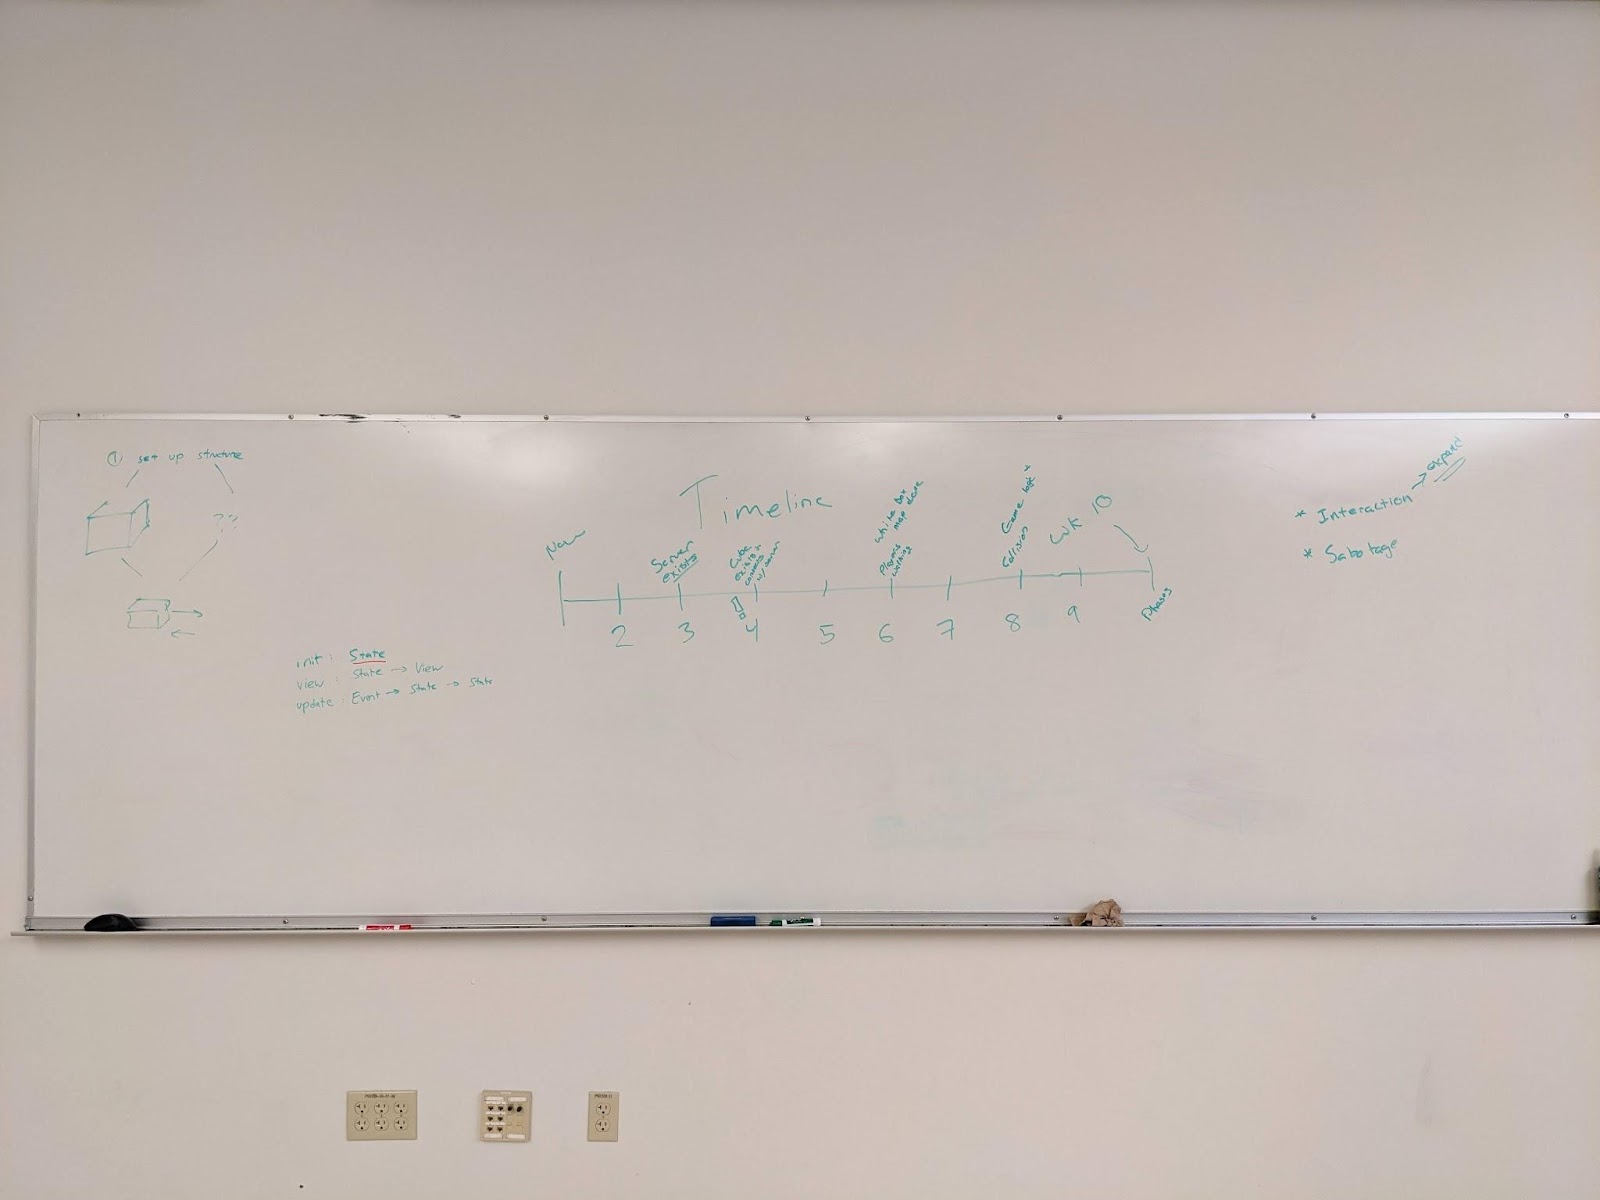 ① set up structure
??
init : State
view : State → View
update : Event → State → State
Timeline
Now
Server
exists
Cube
exists +
connects
w/ server
White box
map done
Players
walking
Game logic *
Collision
WK 10
2 3 4 5 6 7 8 9
Phases
* Interaction → expand
* Sabotage